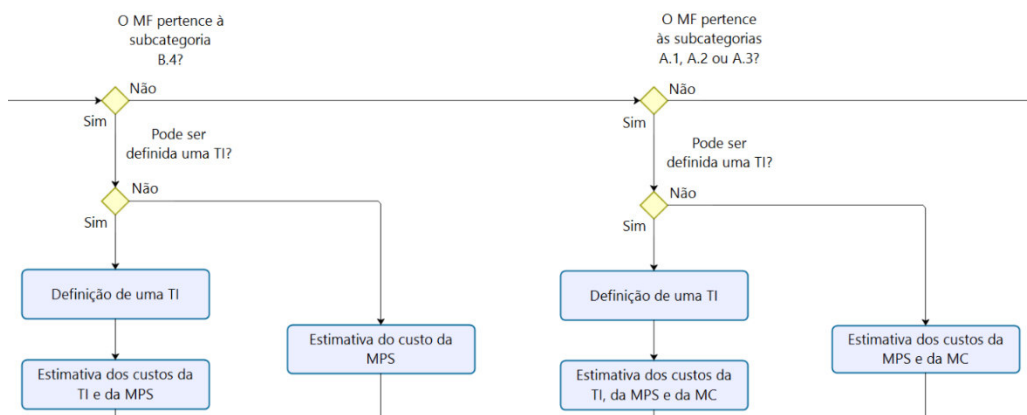 O MF pertence à
subcategoria
B.4?
Não
Sim
Pode ser
definida uma TI?
Não
Sim
Definição de uma TI
Estimativa do custo da
MPS
Estimativa dos custos da
TI e da MPS
O MF pertence
às subcategorias
A.1, A.2 ou A.3?
Não
Sim
Pode ser
definida uma TI?
Não
Sim
Definição de uma TI
Estimativa dos custos da
MPS e da MC
Estimativa dos custos da
TI, da MPS e da MC